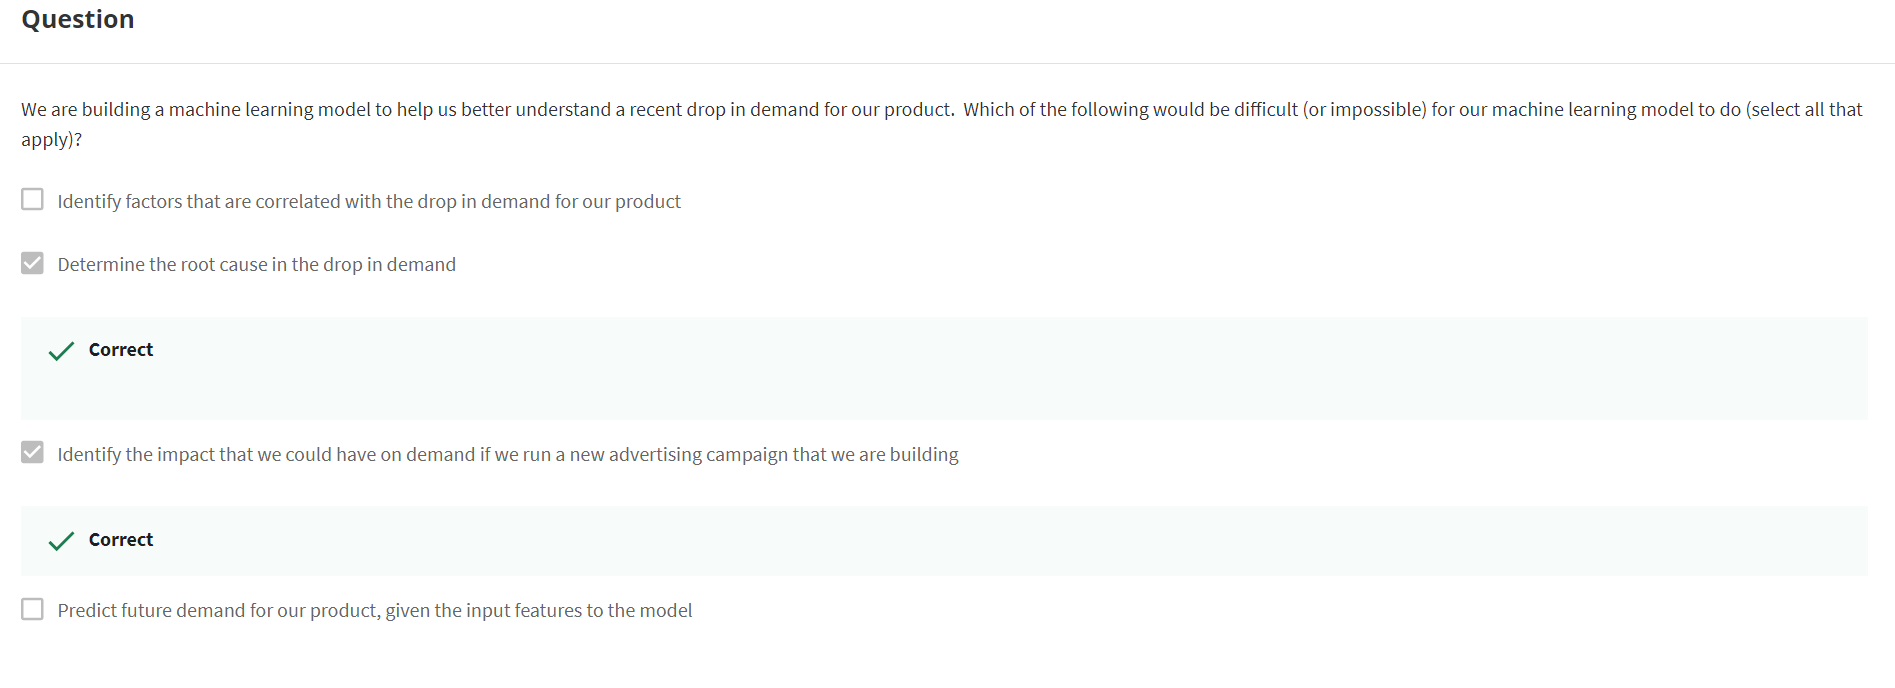 Question
We are building a machine learning model to help us better understand a recent drop in demand for our product.  Which of the following would be difficult (or impossible) for our machine learning model to do (select all that
apply)?
Identify factors that are correlated with the drop in demand for our product
Determine the root cause in the drop in demand
Correct
Identify the impact that we could have on demand if we run a new advertising campaign that we are building
Correct
Predict future demand for our product, given the input features to the model